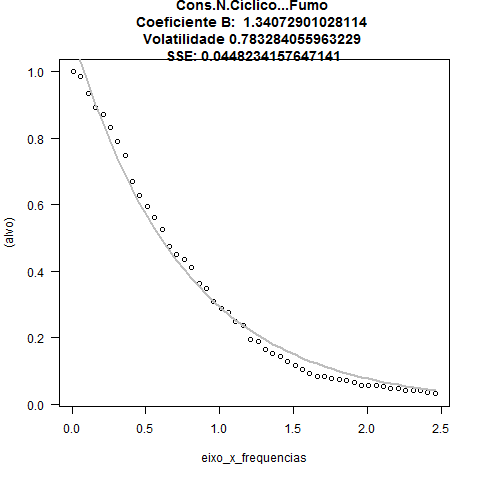 Cons.N.Ciclico...Fumo
Coeficiente B:  1.34072901028114
Volatilidade 0.783284055963229
SSE: 0.0448234157647141
1.0
0.8
0.6
0.4
0.2
0.0
(alvo)
0.0 0.5 1.0 1.5 2.0 2.5
eixo_x_frequencias